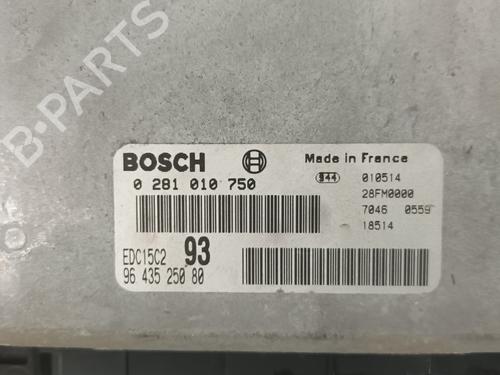 B-PARTS
BOSCH
Made in France
0 281 010 750
944 010514
28FM0000
7046 0559
18514
EDC15C2 93
96 435 250 80